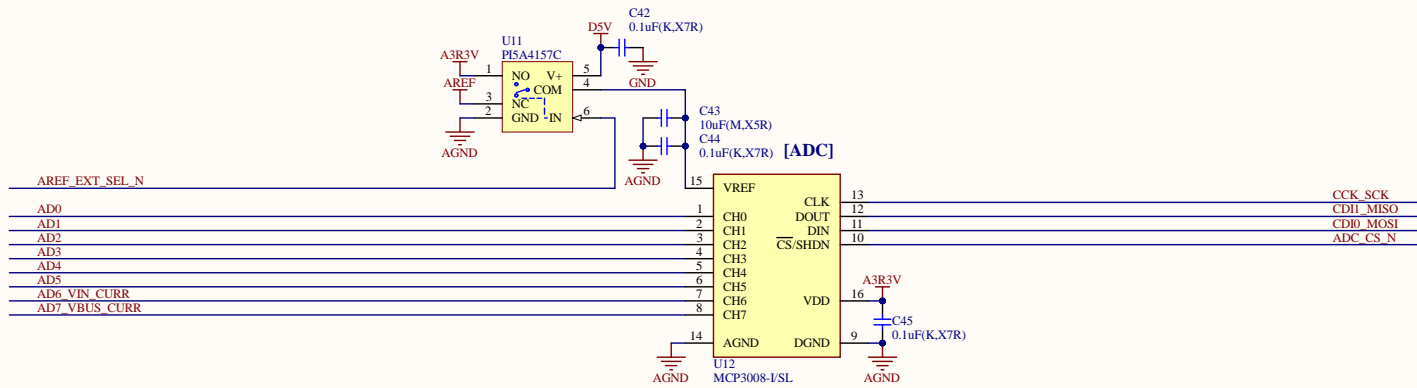 C42
0.1uF(K,X7R)
D5V
U11
PI5A4157C
A3R3V
1 NO V+ 5
AREF
COM 4
3 NC
2 GND IN 6
GND
AGND
C43
10uF(M,X5R)
C44
0.1uF(K,X7R)
[ADC]
AGND
AREF_EXT_SEL_N
15 VREF
CLK 13 CCK_SCK
AD0 1 CH0 DOUT 12 CDI1_MISO
AD1 2 CH1 DIN 11 CDI0_MOSI
AD2 3 CH2 CS/SHDN 10 ADC_CS_N
AD3 4 CH3
AD4 5 CH4
AD5 6 CH5
A3R3V
AD6_VIN_CURR 7 CH6 VDD 16
AD7_VBUS_CURR 8 CH7
C45
0.1uF(K,X7R)
14 AGND DGND 9
AGND
U12
MCP3008-I/SL
AGND